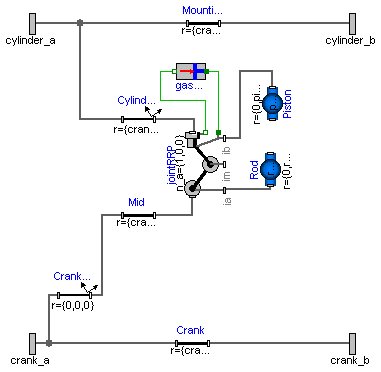 Mounti...
cylinder_a
r={cra...
cylinder_b
gas...
Cylind...
r={cran...
r={0,pi...
Piston
jointRRP
n_a={1,0,0}
ib
im
ia
Rod
r={0,r...
Mid
r={cra...
Crank...
r={0,0,0}
Crank
crank_a
r={cra...
crank_b